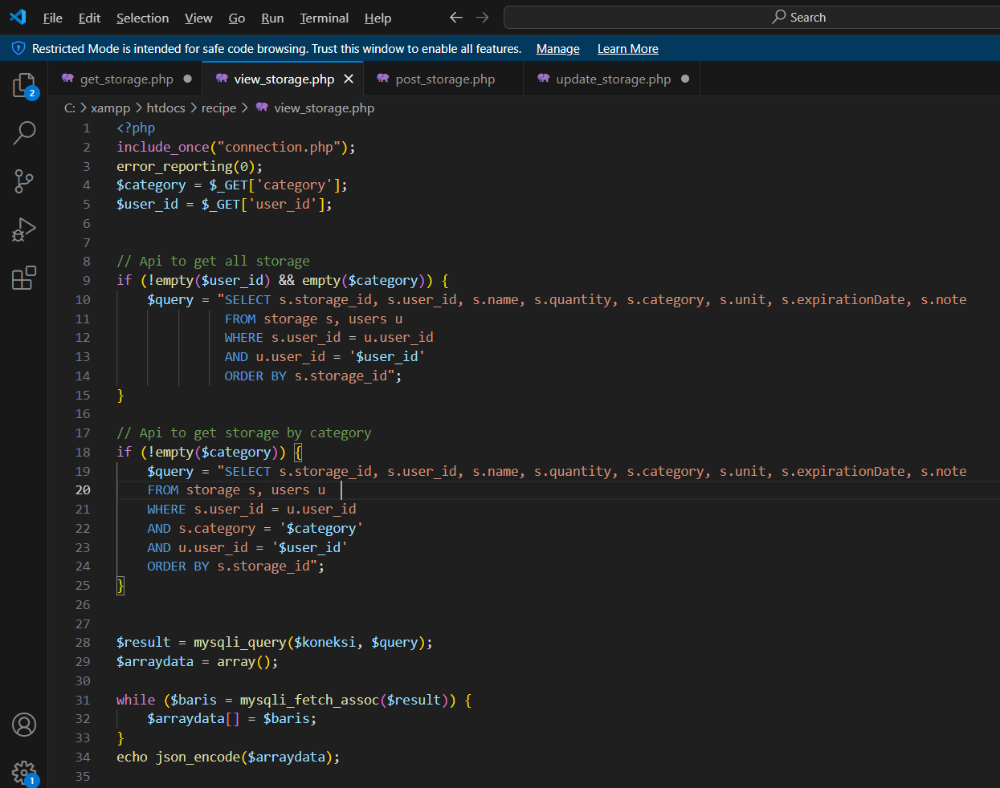 File Edit Selection View Go Run Terminal Help Search
Restricted Mode is intended for safe code browsing. Trust this window to enable all features. Manage Learn More
get_storage.php view_storage.php post_storage.php update_storage.php
2
C: > xampp > htdocs > recipe > view_storage.php
1 <?php
2 include_once("connection.php");
3 error_reporting(0);
4 $category = $_GET['category'];
5 $user_id = $_GET['user_id'];
6
7
8 // Api to get all storage
9 if (!empty($user_id) && empty($category)) {
10 $query = "SELECT s.storage_id, s.user_id, s.name, s.quantity, s.category, s.unit, s.expirationDate, s.note
11 FROM storage s, users u
12 WHERE s.user_id = u.user_id
13 AND u.user_id = '$user_id'
14 ORDER BY s.storage_id";
15 }
16
17 // Api to get storage by category
18 if (!empty($category)) {
19 $query = "SELECT s.storage_id, s.user_id, s.name, s.quantity, s.category, s.unit, s.expirationDate, s.note
20 FROM storage s, users u
21 WHERE s.user_id = u.user_id
22 AND s.category = '$category'
23 AND u.user_id = '$user_id'
24 ORDER BY s.storage_id";
25 }
26
27
28 $result = mysqli_query($koneksi, $query);
29 $arraydata = array();
30
31 while ($baris = mysqli_fetch_assoc($result)) {
32 $arraydata[] = $baris;
33 }
34 echo json_encode($arraydata);
35
1